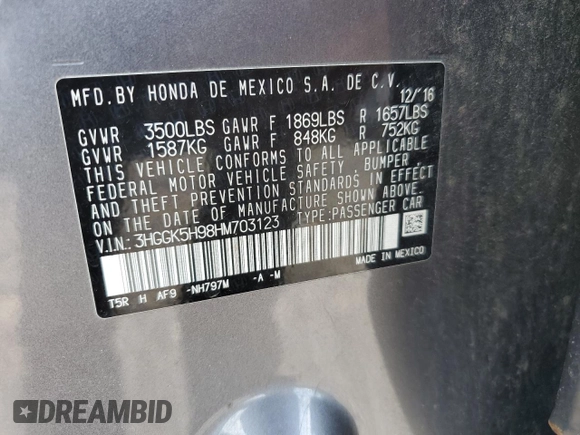 MFD.BY HONDA DE MEXICO S.A. DE C.V.
12/'16
GVWR 3500LBS GAWR F 1869LBS R 1657LBS
GVWR 1587KG GAWR F 848KG R 752KG
THIS VEHICLE CONFORMS TO ALL APPLICABLE
FEDERAL MOTOR VEHICLE SAFETY, BUMPER
AND THEFT PREVENTION STANDARDS IN EFFECT
ON THE DATE OF MANUFACTURE SHOWN ABOVE.
V.I.N: 3HGGK5H98HM703123 TYPE:PASSENGER CAR
T5R H AF9 -NH797M -A -M
MADE IN MEXICO
DREAMBID